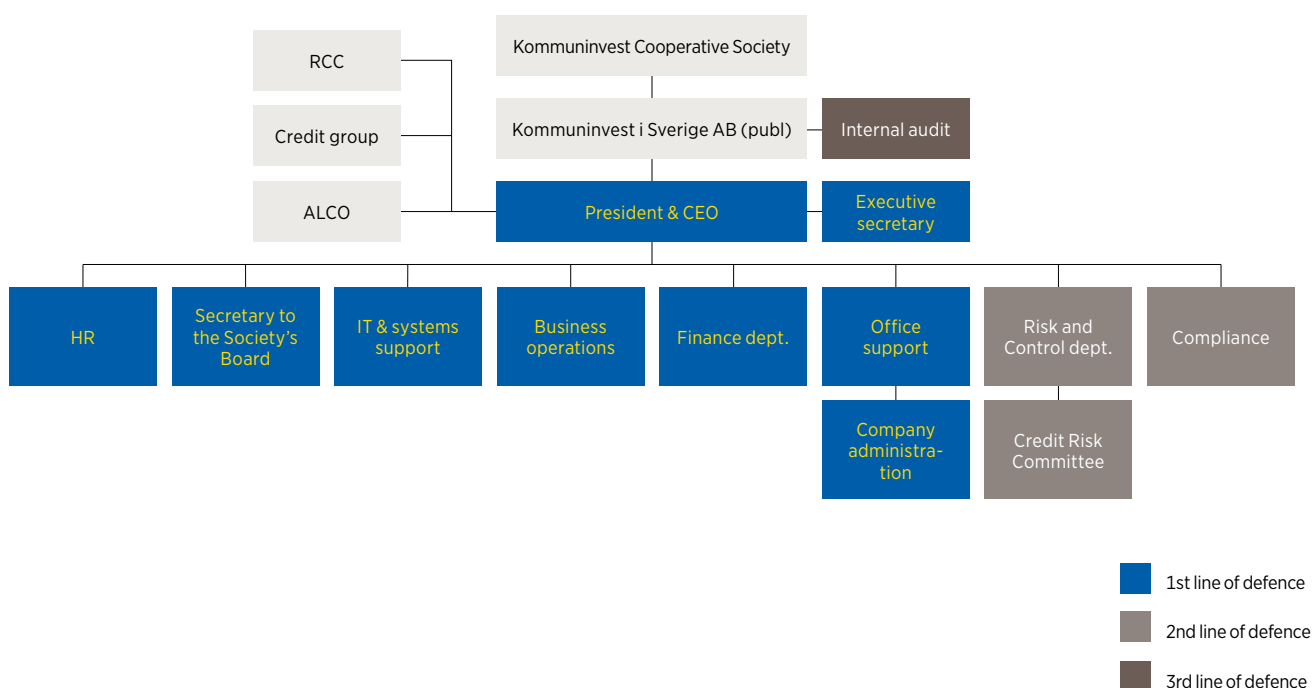 RCC
Credit group
ALCO
Kommuninvest Cooperative Society
Kommuninvest i Sverige AB (publ)
Internal audit
President & CEO
Executive
secretary
HR
Secretary to
the Society’s
Board
IT & systems
support
Business
operations
Finance dept.
Office
support
Risk and
Control dept.
Compliance
Company
administra-
tion
Credit Risk
Committee
1st line of defence
2nd line of defence
3rd line of defence